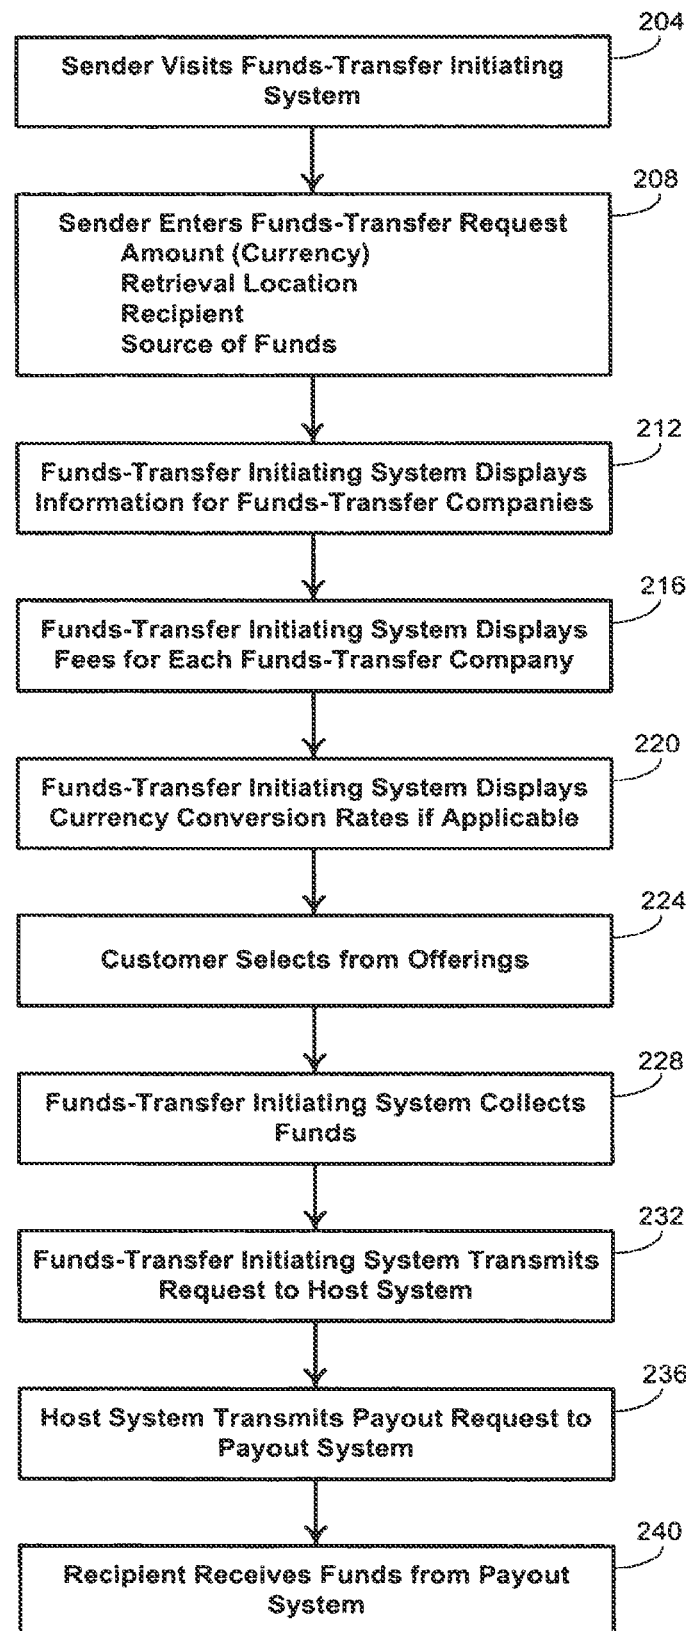 204
Sender Visits Funds-Transfer Initiating
System
208
Sender Enters Funds-Transfer Request
Amount (Currency)
Retrieval Location
Recipient
Source of Funds
212
Funds-Transfer Initiating System Displays
Information for Funds-Transfer Companies
216
Funds-Transfer Initiating System Displays
Fees for Each Funds-Transfer Company
220
Funds-Transfer Initiating System Displays
Currency Conversion Rates if Applicable
224
Customer Selects from Offerings
228
Funds-Transfer Initiating System Collects
Funds
232
Funds-Transfer Initiating System Transmits
Request to Host System
236
Host System Transmits Payout Request to
Payout System
240
Recipient Receives Funds from Payout
System